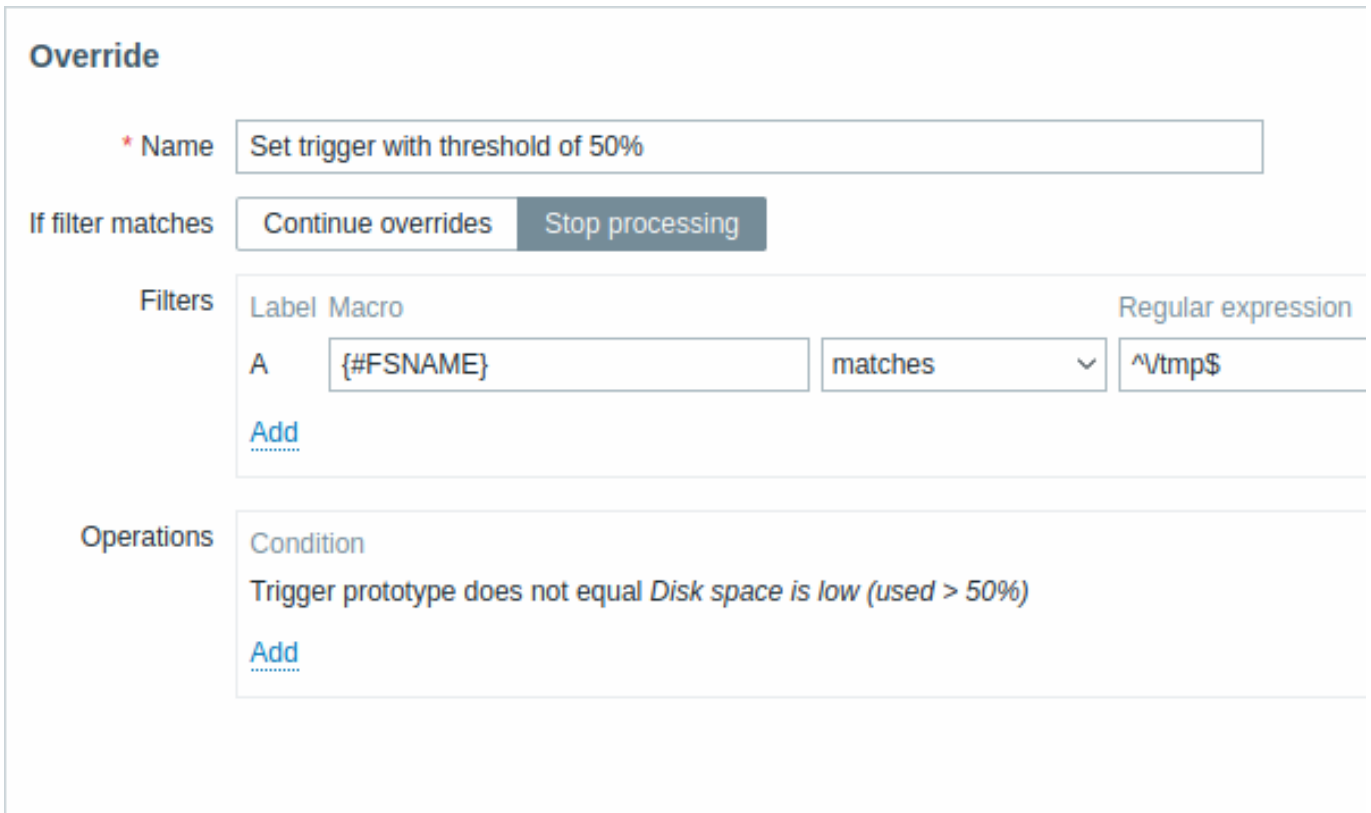 Override
* Name Set trigger with threshold of 50%
If filter matches Continue overrides Stop processing
Filters Label Macro Regular expression
A {#FSNAME} matches ^\/tmp$
Add
Operations Condition
Trigger prototype does not equal Disk space is low (used > 50%)
Add